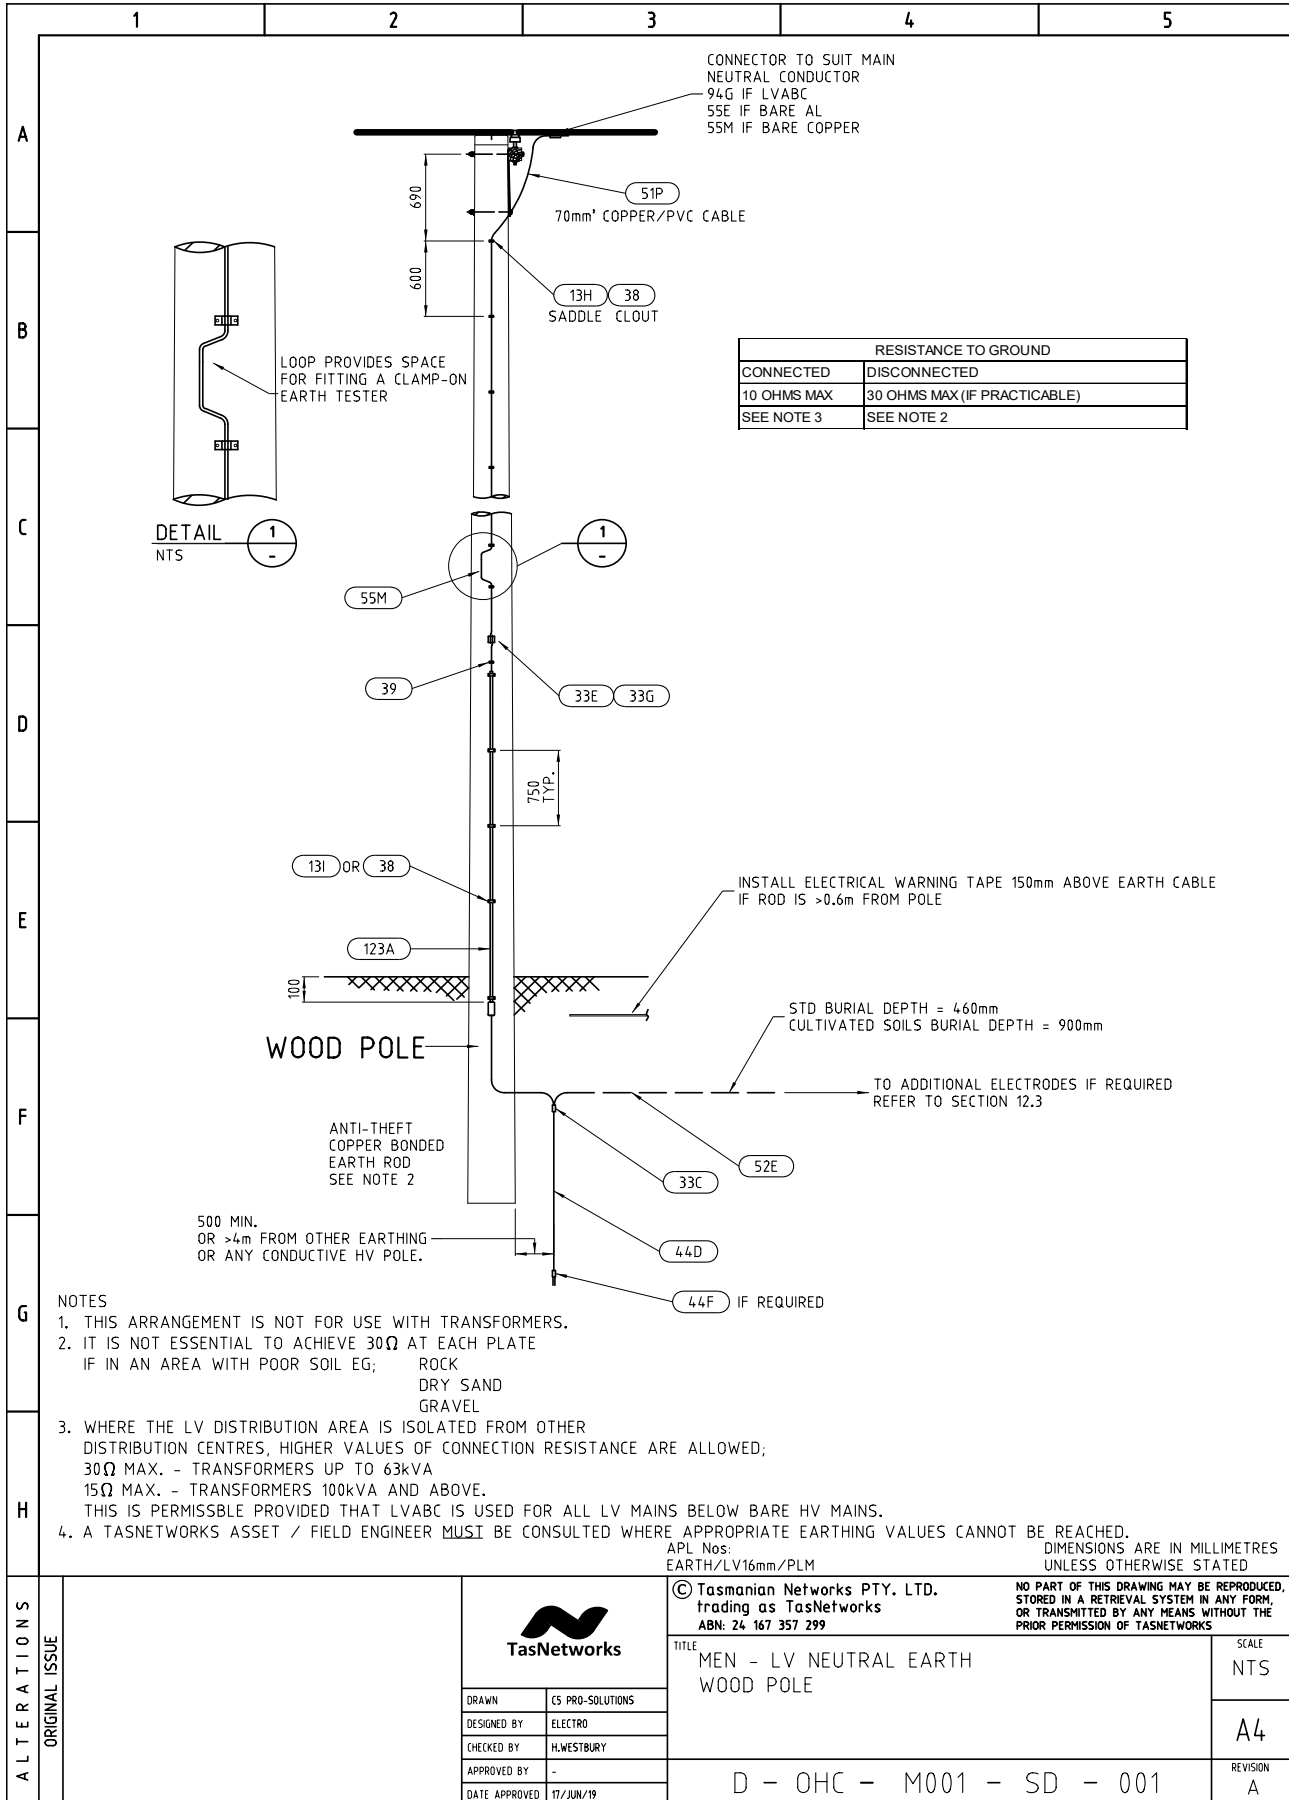 1 2 3 4 5
A
B
C
D
E
F
G
H
CONNECTOR TO SUIT MAIN
NEUTRAL CONDUCTOR
94G IF LVABC
55E IF BARE AL
55M IF BARE COPPER
690
51P
70mm' COPPER/PVC CABLE
600
13H 38
SADDLE CLOUT
LOOP PROVIDES SPACE
FOR FITTING A CLAMP-ON
EARTH TESTER
RESISTANCE TO GROUND
CONNECTED DISCONNECTED
10 OHMS MAX 30 OHMS MAX (IF PRACTICABLE)
SEE NOTE 3 SEE NOTE 2
DETAIL 1
NTS -
1
-
55M
39
33E 33G
750
TYP.
13I OR 38
INSTALL ELECTRICAL WARNING TAPE 150mm ABOVE EARTH CABLE
IF ROD IS >0.6m FROM POLE
123A
100
STD BURIAL DEPTH = 460mm
CULTIVATED SOILS BURIAL DEPTH = 900mm
WOOD POLE
TO ADDITIONAL ELECTRODES IF REQUIRED
REFER TO SECTION 12.3
ANTI-THEFT
COPPER BONDED
EARTH ROD
SEE NOTE 2
52E
33C
500 MIN.
OR >4m FROM OTHER EARTHING
OR ANY CONDUCTIVE HV POLE.
44D
44F IF REQUIRED
NOTES
1. THIS ARRANGEMENT IS NOT FOR USE WITH TRANSFORMERS.
2. IT IS NOT ESSENTIAL TO ACHIEVE 30Ω AT EACH PLATE
IF IN AN AREA WITH POOR SOIL EG; ROCK
DRY SAND
GRAVEL
3. WHERE THE LV DISTRIBUTION AREA IS ISOLATED FROM OTHER
DISTRIBUTION CENTRES, HIGHER VALUES OF CONNECTION RESISTANCE ARE ALLOWED;
30Ω MAX. - TRANSFORMERS UP TO 63kVA
15Ω MAX. - TRANSFORMERS 100kVA AND ABOVE.
THIS IS PERMISSBLE PROVIDED THAT LVABC IS USED FOR ALL LV MAINS BELOW BARE HV MAINS.
4. A TASNETWORKS ASSET / FIELD ENGINEER MUST BE CONSULTED WHERE APPROPRIATE EARTHING VALUES CANNOT BE REACHED.
APL Nos:
EARTH/LV16mm/PLM
DIMENSIONS ARE IN MILLIMETRES
UNLESS OTHERWISE STATED
ALTERATIONS
ORIGINAL ISSUE
TasNetworks
© Tasmanian Networks PTY. LTD.
trading as TasNetworks
ABN: 24 167 357 299
NO PART OF THIS DRAWING MAY BE REPRODUCED,
STORED IN A RETRIEVAL SYSTEM IN ANY FORM,
OR TRANSMITTED BY ANY MEANS WITHOUT THE
PRIOR PERMISSION OF TASNETWORKS
TITLE
MEN - LV NEUTRAL EARTH
WOOD POLE
SCALE
NTS
A4
DRAWN C5 PRO-SOLUTIONS
DESIGNED BY ELECTRO
CHECKED BY H.WESTBURY
APPROVED BY -
DATE APPROVED 17/JUN/19
D - OHC - M001 - SD - 001
REVISION
A